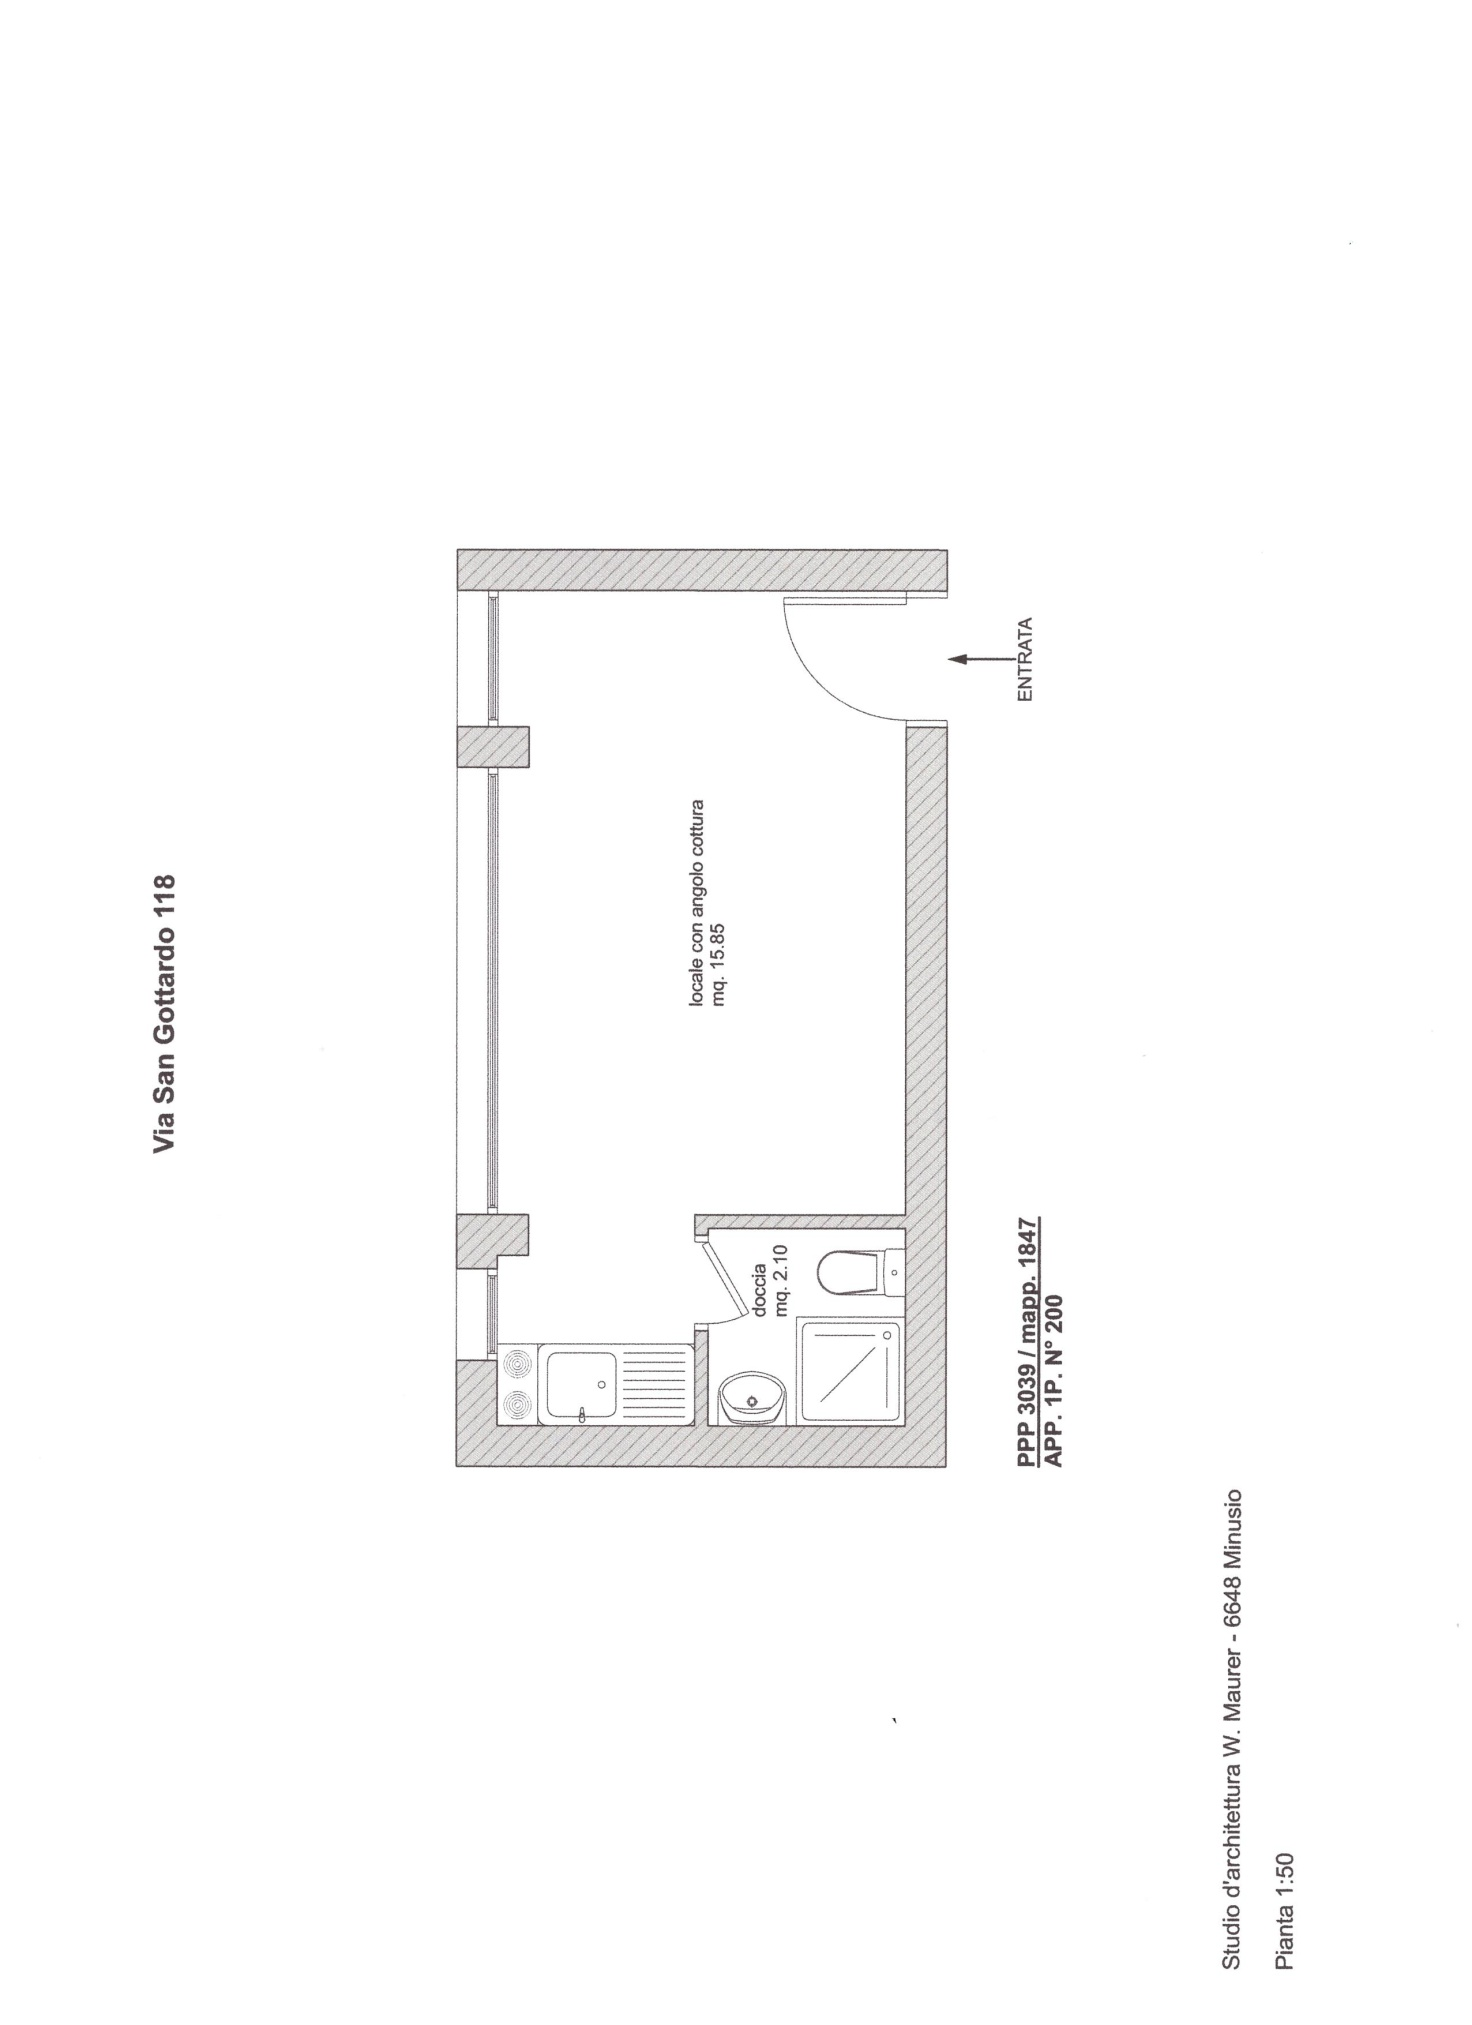 Via San Gottardo 118
locale con angolo cottura
mq. 15.85
ENTRATA
doccia
mq. 2.10
PPP 3039 / mapp. 1847
APP. 1P. N° 200
Studio d'architettura W. Maurer - 6648 Minusio
Pianta 1:50